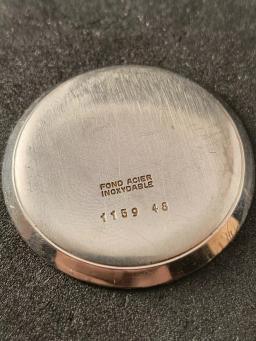 FOND ACIER
INOXYDABLE
1159 48